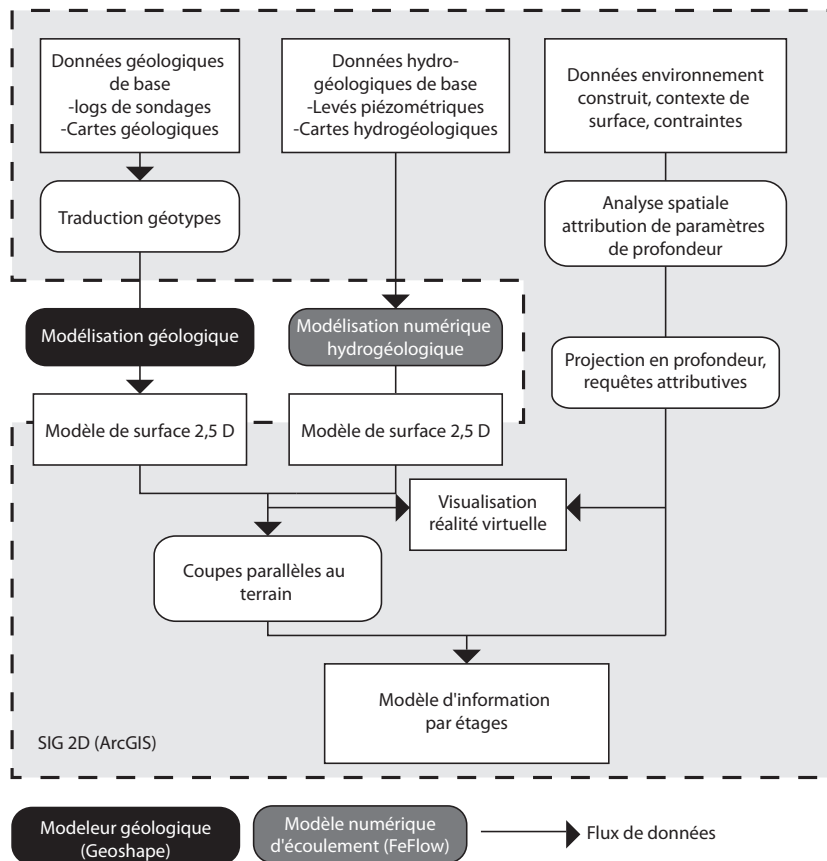 Données géologiques
de base
-logs de sondages
-Cartes géologiques
Données hydro-
géologiques de base
-Levés piézométriques
-Cartes hydrogéologiques
Données environnement
construit, contexte de
surface, contraintes
Traduction géotypes
Analyse spatiale
attribution de paramètres
de profondeur
Modélisation géologique
Modélisation numérique
hydrogéologique
Projection en profondeur,
requêtes attributives
Modèle de surface 2,5 D
Modèle de surface 2,5 D
Visualisation
réalité virtuelle
Coupes parallèles au
terrain
Modèle d'information
par étages
SIG 2D (ArcGIS)
Modeleur géologique
(Geoshape)
Modèle numérique
d'écoulement (FeFlow)
Flux de données